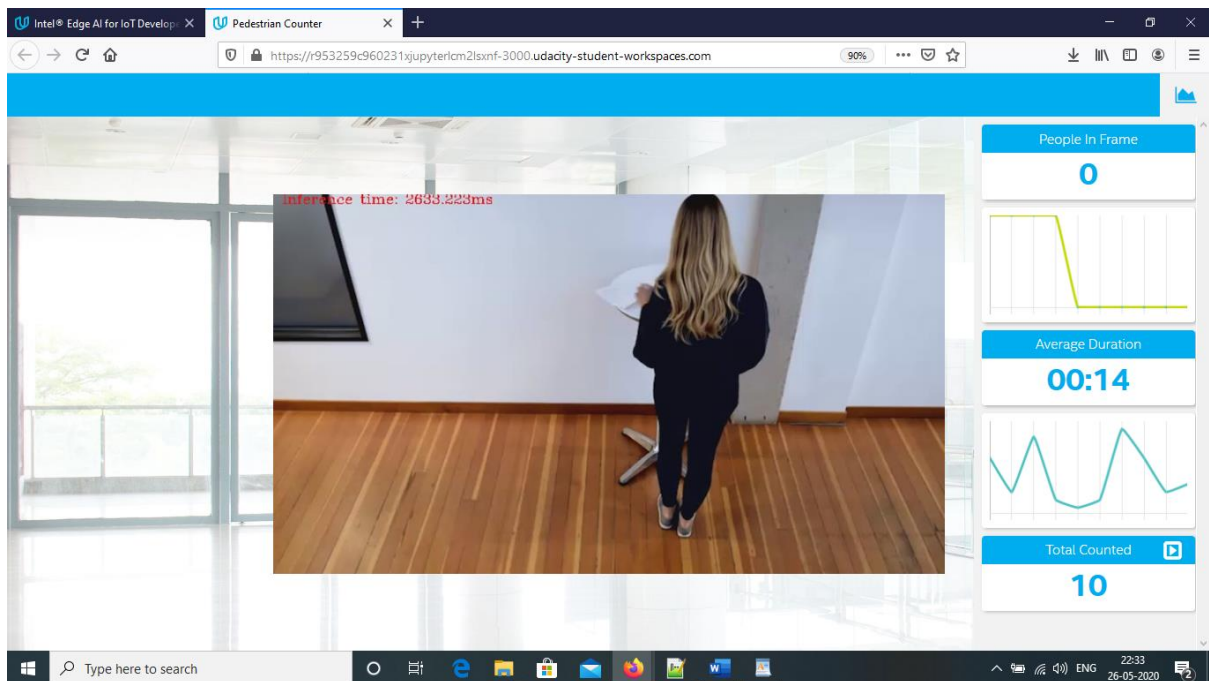 Intel® Edge AI for IoT Develop
Pedestrian Counter
https://r953259c960231xjupyterlcm2lsxnf-3000.udacity-student-workspaces.com
90%
People In Frame
0
Inference time: 2633.223ms
Average Duration
00:14
Total Counted
10
Type here to search
ENG
22:33
26-05-2020
2